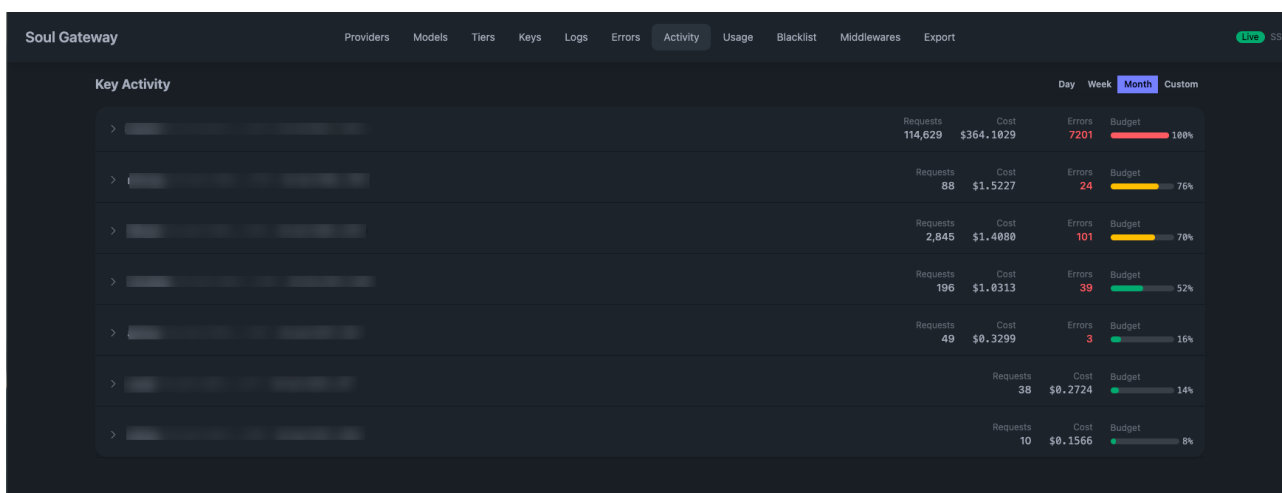 Soul Gateway Providers Models Tiers Keys Logs Errors Activity Usage Blacklist Middlewares Export Live
Key Activity Day Week Month Custom
Requests Cost Errors Budget
114,629 $364.1029 7201 100%
Requests Cost Errors Budget
88 $1.5227 24 76%
Requests Cost Errors Budget
2,845 $1.4080 101 70%
Requests Cost Errors Budget
196 $1.0313 39 52%
Requests Cost Errors Budget
49 $0.3299 3 16%
Requests Cost Budget
38 $0.2724 14%
Requests Cost Budget
10 $0.1566 8%